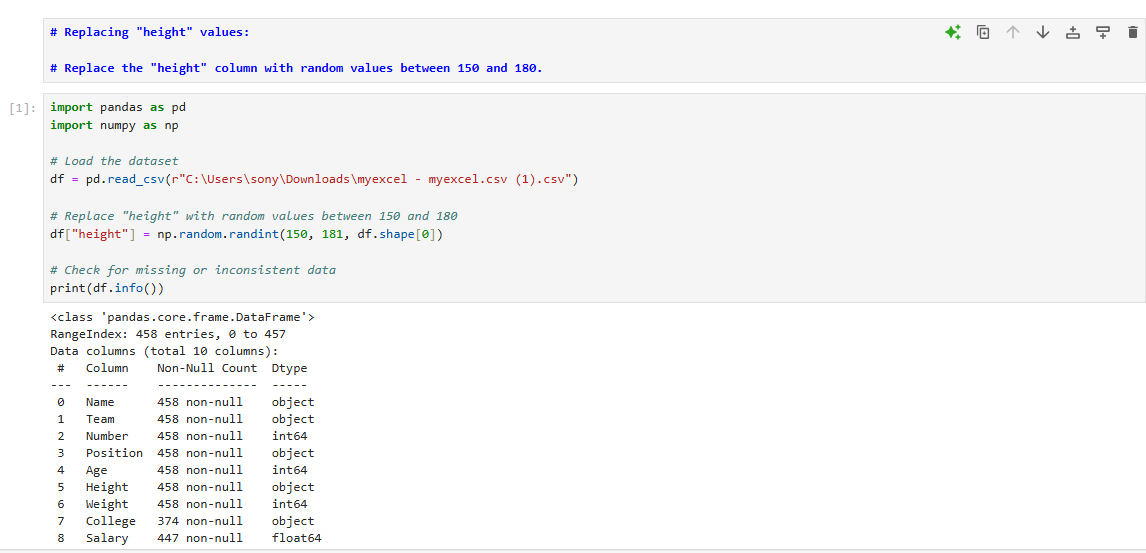 # Replacing "height" values:
# Replace the "height" column with random values between 150 and 180.
[1]:
import pandas as pd
import numpy as np
# Load the dataset
df = pd.read_csv(r"C:\Users\sony\Downloads\myexcel - myexcel.csv (1).csv")
# Replace "height" with random values between 150 and 180
df["height"] = np.random.randint(150, 181, df.shape[0])
# Check for missing or inconsistent data
print(df.info())
<class 'pandas.core.frame.DataFrame'>
RangeIndex: 458 entries, 0 to 457
Data columns (total 10 columns):
 #   Column    Non-Null Count  Dtype
---  ------    --------------  -----
 0   Name      458 non-null    object
 1   Team      458 non-null    object
 2   Number    458 non-null    int64
 3   Position  458 non-null    object
 4   Age       458 non-null    int64
 5   Height    458 non-null    object
 6   Weight    458 non-null    int64
 7   College   374 non-null    object
 8   Salary    447 non-null    float64